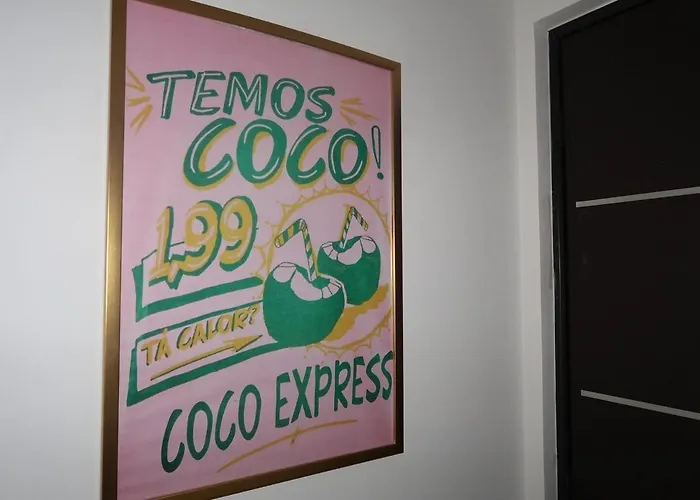 TEMOS
COCO!
1,99
TÁ CALOR?
COCO EXPRESS